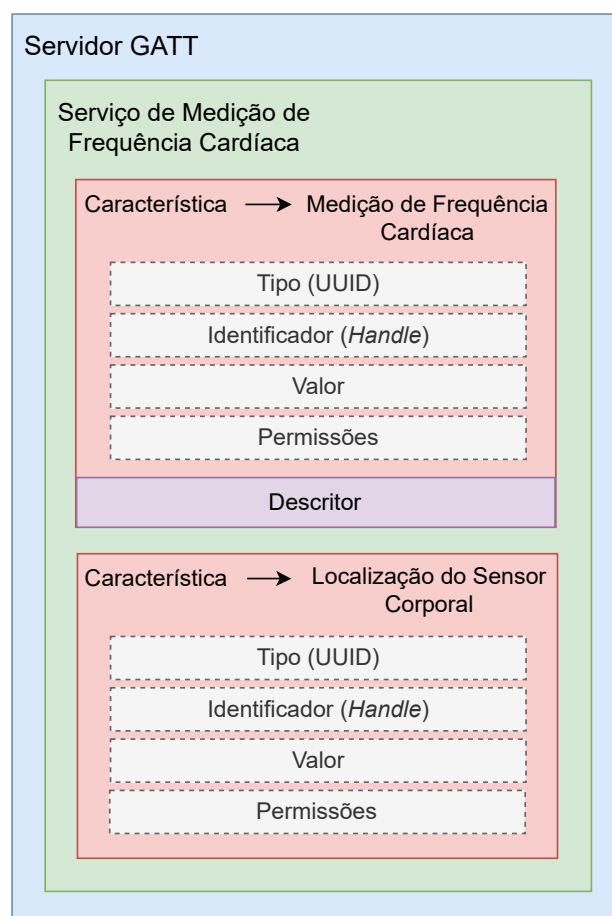 Servidor GATT
Serviço de Medição de
Frequência Cardíaca
Característica → Medição de Frequência
Cardíaca
Tipo (UUID)
Identificador (Handle)
Valor
Permissões
Descritor
Característica → Localização do Sensor
Corporal
Tipo (UUID)
Identificador (Handle)
Valor
Permissões